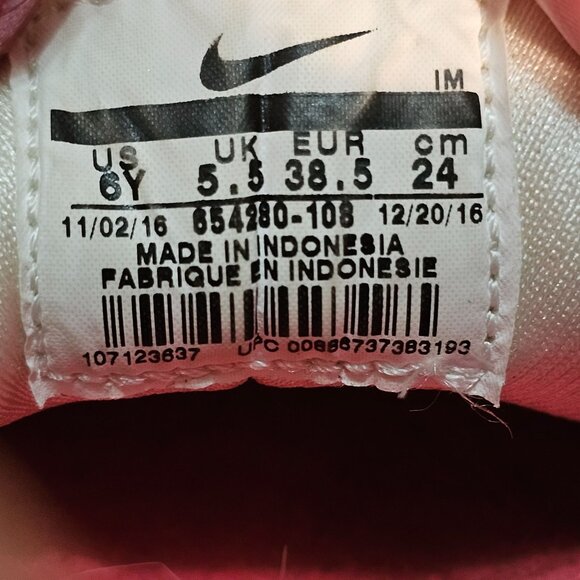 IM
US UK EUR cm
6Y 5.5 38.5 24
11/02/16 654280-108 12/20/16
MADE IN INDONESIA
FABRIQUE EN INDONESIE
107123637 UPC 00886737383193